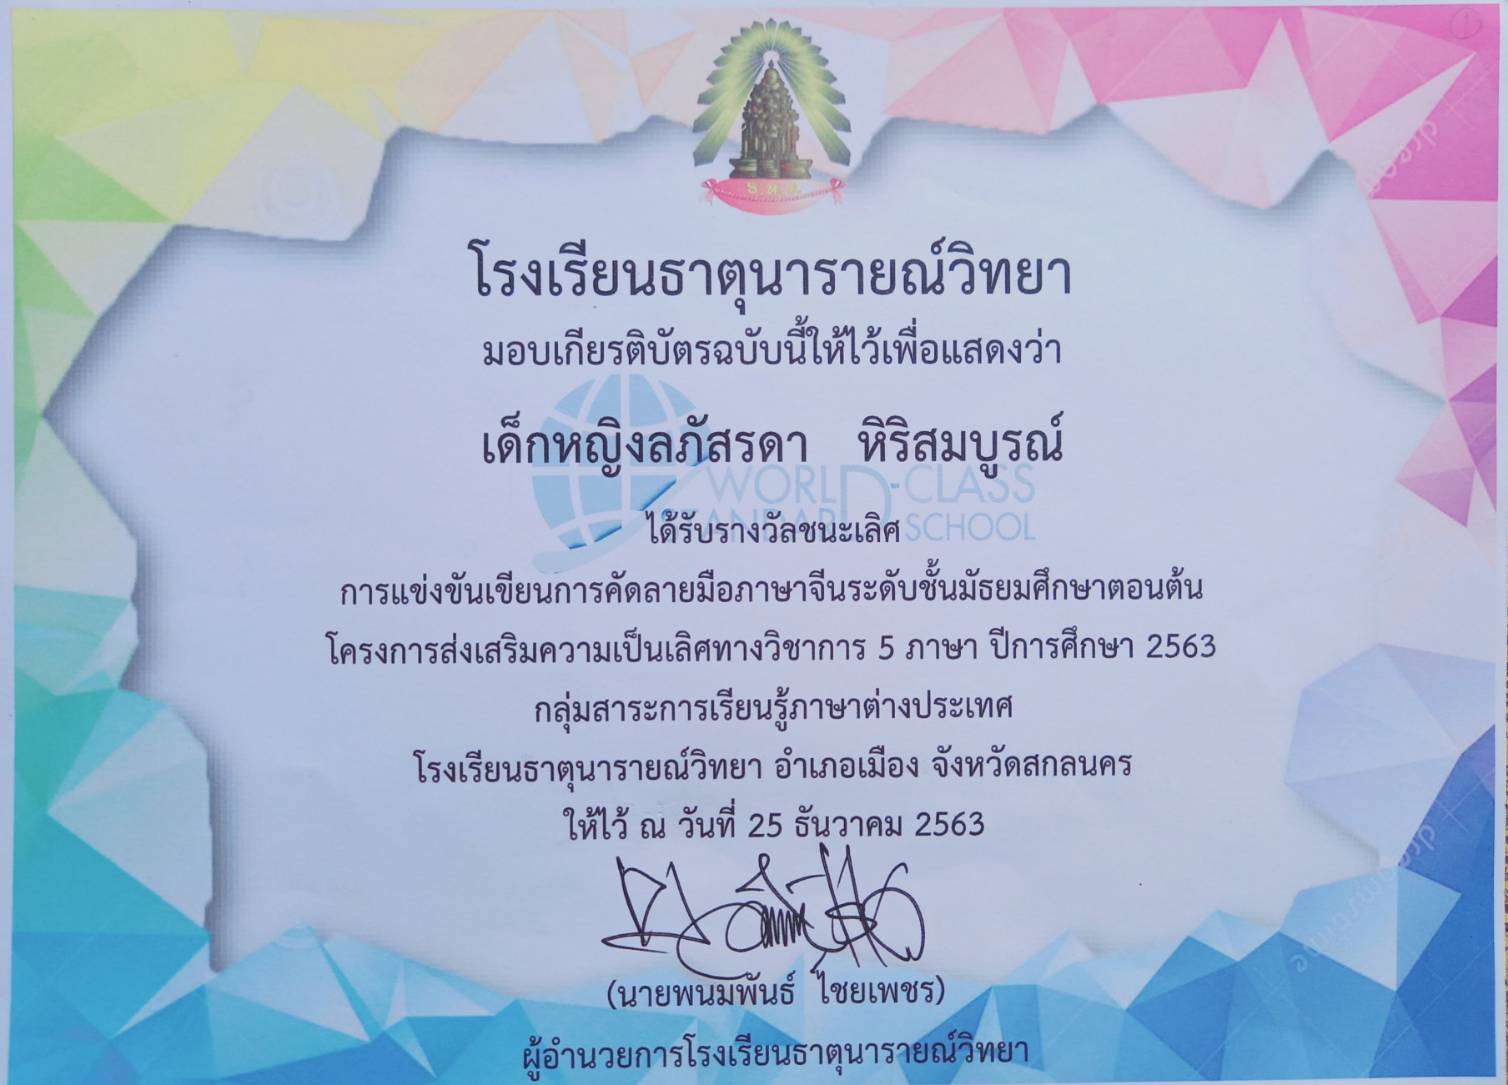 ธ.น.ว.
โรงเรียนธาตุนารายณ์วิทยา
มอบเกียรติบัตรฉบับนี้ให้ไว้เพื่อแสดงว่า
เด็กหญิงลภัสรดา หิริสมบูรณ์
WORLD-CLASS
STANDARD SCHOOL
ได้รับรางวัลชนะเลิศ
การแข่งขันเขียนการคัดลายมือภาษาจีนระดับชั้นมัธยมศึกษาตอนต้น
โครงการส่งเสริมความเป็นเลิศทางวิชาการ 5 ภาษา ปีการศึกษา 2563
กลุ่มสาระการเรียนรู้ภาษาต่างประเทศ
โรงเรียนธาตุนารายณ์วิทยา อำเภอเมือง จังหวัดสกลนคร
ให้ไว้ ณ วันที่ 25 ธันวาคม 2563
(นายพนมพันธ์ ไชยเพชร)
ผู้อำนวยการโรงเรียนธาตุนารายณ์วิทยา